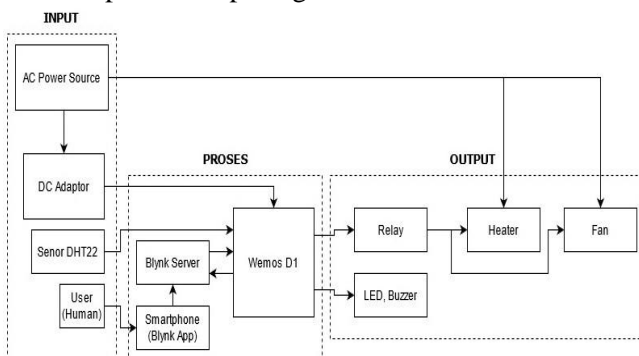 INPUT
AC Power Source
DC Adaptor
PROSES
OUTPUT
Senor DHT22
Blynk Server
Wemos D1
Relay
Heater
Fan
User
(Human)
Smartphone
(Blynk App)
LED, Buzzer